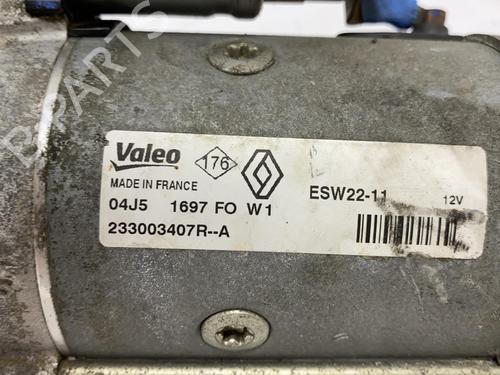 B-PARTS
Valeo 176
MADE IN FRANCE ESW22-11 12V
04J5 1697 FO W1
233003407R--A